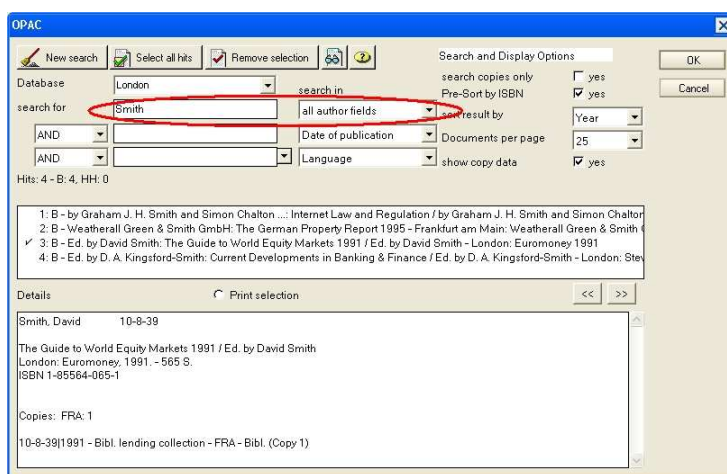 OPAC
New search Select all hits Remove selection
Search and Display Options
OK
Database London search in
search copies only yes
Pre-Sort by ISBN yes
Cancel
search for Smith all author fields
sort result by Year
AND Date of publication
Documents per page 25
AND Language
show copy data yes
Hits: 4 - B: 4, HH: 0
1: B - by Graham J. H. Smith and Simon Chalton ...: Internet Law and Regulation / by Graham J. H. Smith and Simon Chalton
2: B - Weatherall Green & Smith GmbH: The German Property Report 1995 - Frankfurt am Main: Weatherall Green & Smith
3: B - Ed. by David Smith: The Guide to World Equity Markets 1991 / Ed. by David Smith - London: Euromoney 1991
4: B - Ed. by D. A. Kingsford-Smith: Current Developments in Banking & Finance / Ed. by D. A. Kingsford-Smith - London: Stev
Details Print selection << >>
Smith, David 10-8-39
The Guide to World Equity Markets 1991 / Ed. by David Smith
London: Euromoney, 1991. - 565 S.
ISBN 1-85564-065-1
Copies: FRA: 1
10-8-39|1991 - Bibl. lending collection - FRA - Bibl. (Copy 1)